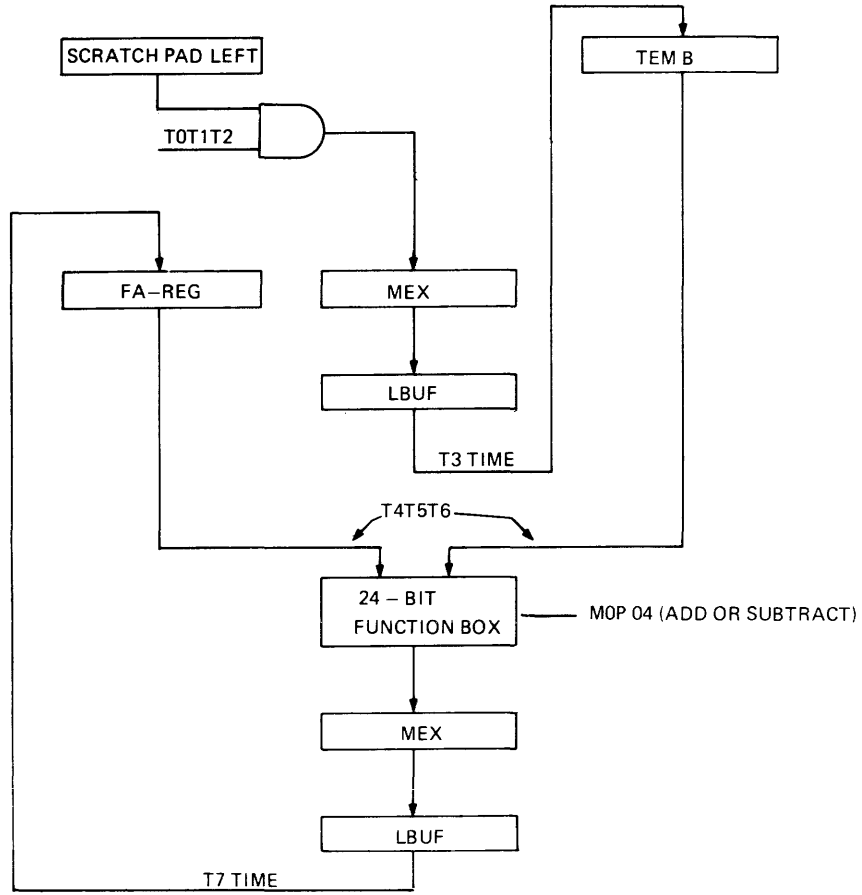 SCRATCH PAD LEFT
TEM B
T0T1T2
FA–REG
MEX
LBUF
T3 TIME
T4T5T6
24 – BIT
FUNCTION BOX
MOP 04 (ADD OR SUBTRACT)
MEX
LBUF
T7 TIME